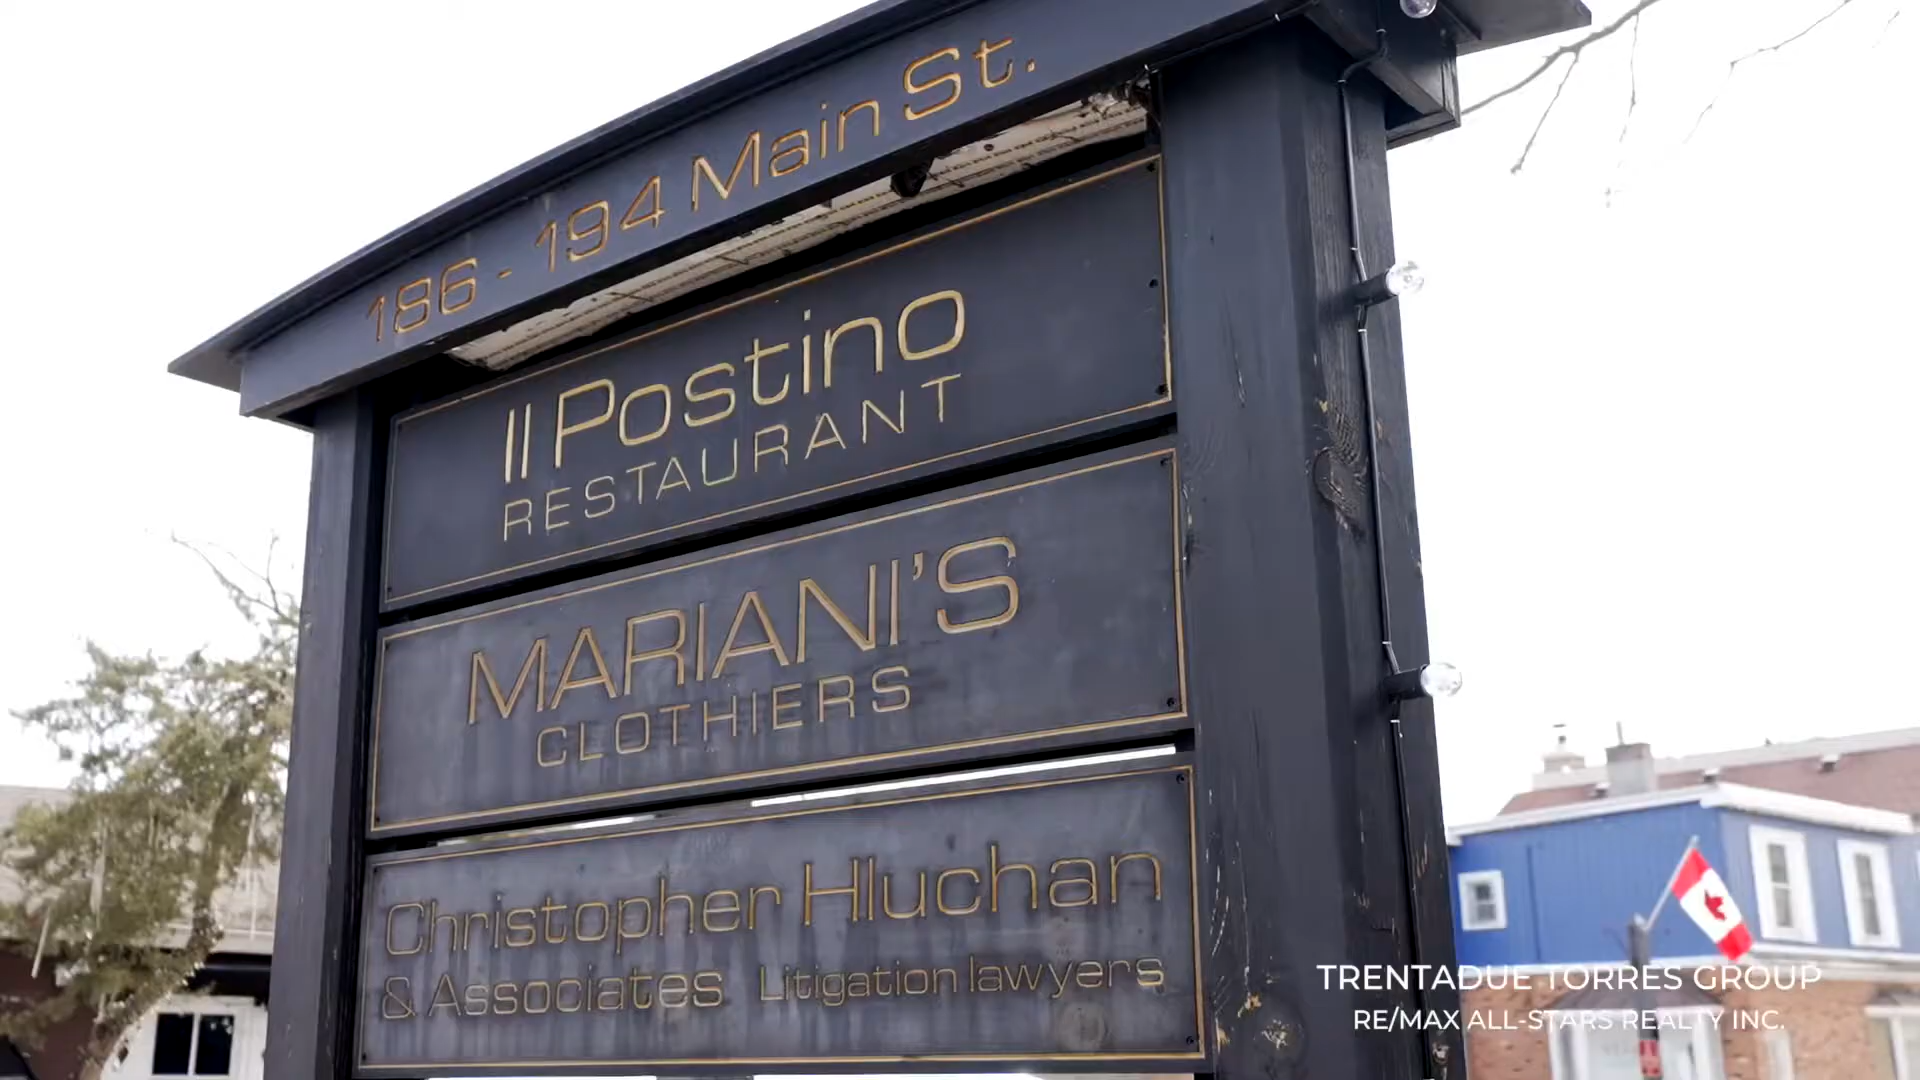 186 - 194 Main St.
Il Postino
RESTAURANT
MARIANI'S
CLOTHIERS
Christopher Hluchan
& Associates Litigation lawyers
TRENTADUE TORRES GROUP
RE/MAX ALL-STARS REALTY INC.